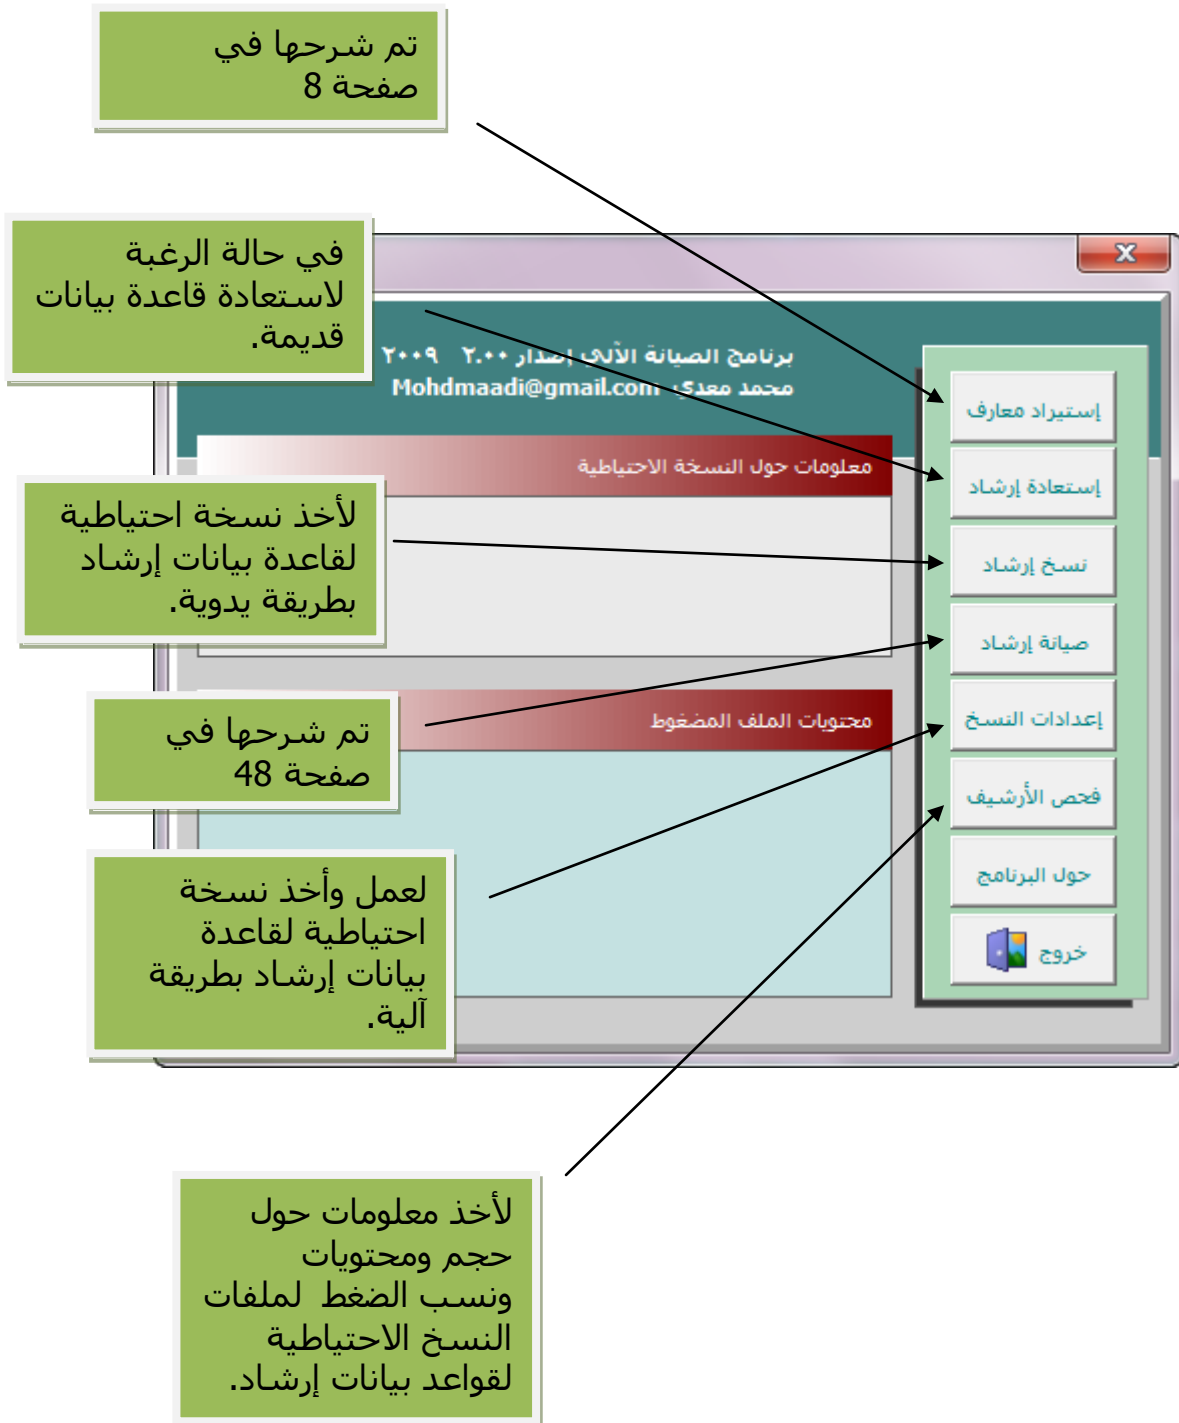 تم شرحها في
صفحة 8
في حالة الرغبة
لاستعادة قاعدة بيانات
قديمة.
برنامج الصيانة الآلي إصدار ٢.٠٠ ٢٠٠٩
محمد معدي Mohdmaadi@gmail.com
إستيراد معارف
معلومات حول النسخة الاحتياطية
إستعادة إرشاد
لأخذ نسخة احتياطية
لقاعدة بيانات إرشاد
بطريقة يدوية.
نسخ إرشاد
صيانة إرشاد
تم شرحها في
صفحة 48
محتويات الملف المضغوط
إعدادات النسخ
فحص الأرشيف
لعمل وأخذ نسخة
احتياطية لقاعدة
بيانات إرشاد بطريقة
آلية.
حول البرنامج
خروج
لأخذ معلومات حول
حجم ومحتويات
ونسب الضغط لملفات
النسخ الاحتياطية
لقواعد بيانات إرشاد.